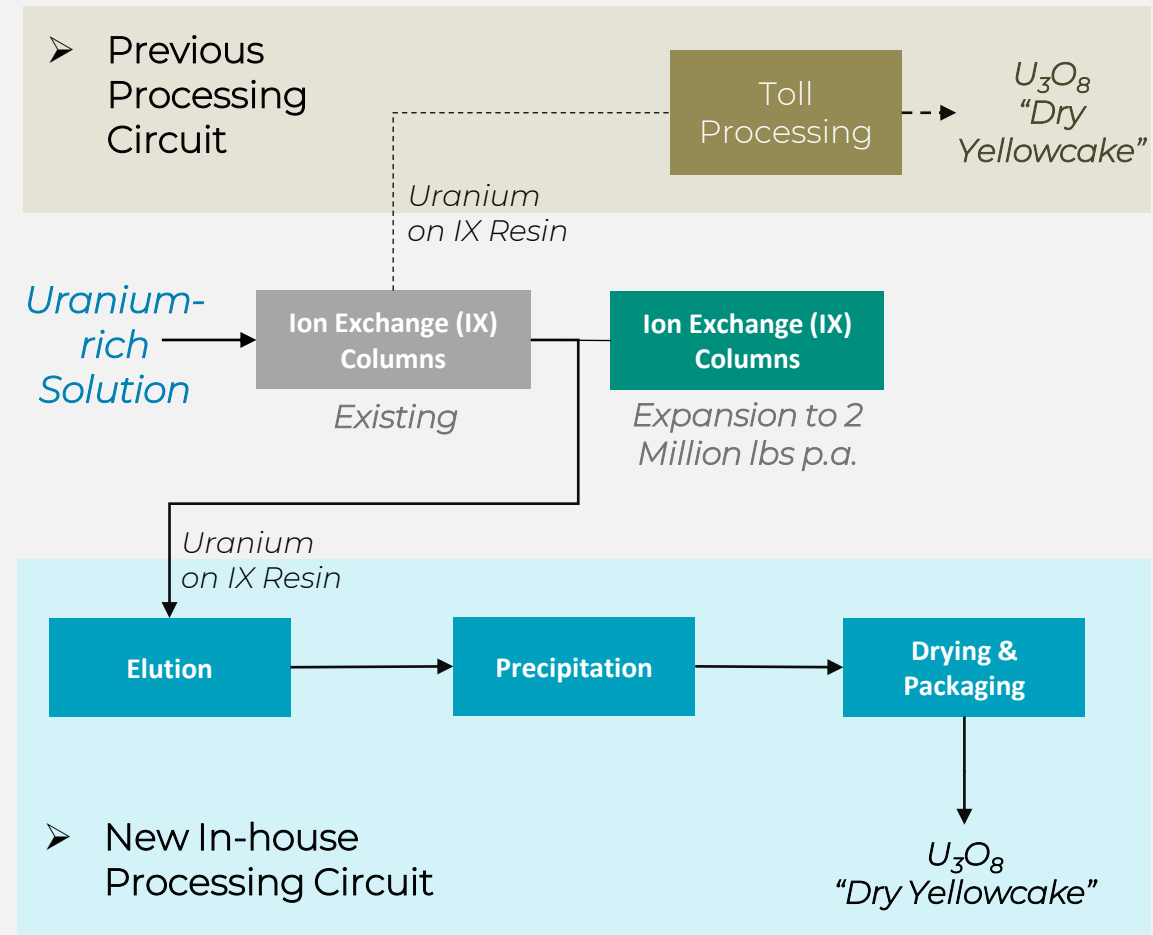 ➢ Previous
Processing
Circuit
Toll
Processing
U₃O₈
“Dry
Yellowcake”
Uranium
on IX Resin
Uranium-
rich
Solution
Ion Exchange (IX)
Columns
Existing
Ion Exchange (IX)
Columns
Expansion to 2
Million lbs p.a.
Uranium
on IX Resin
Elution
Precipitation
Drying &
Packaging
➢ New In-house
Processing Circuit
U₃O₈
“Dry Yellowcake”